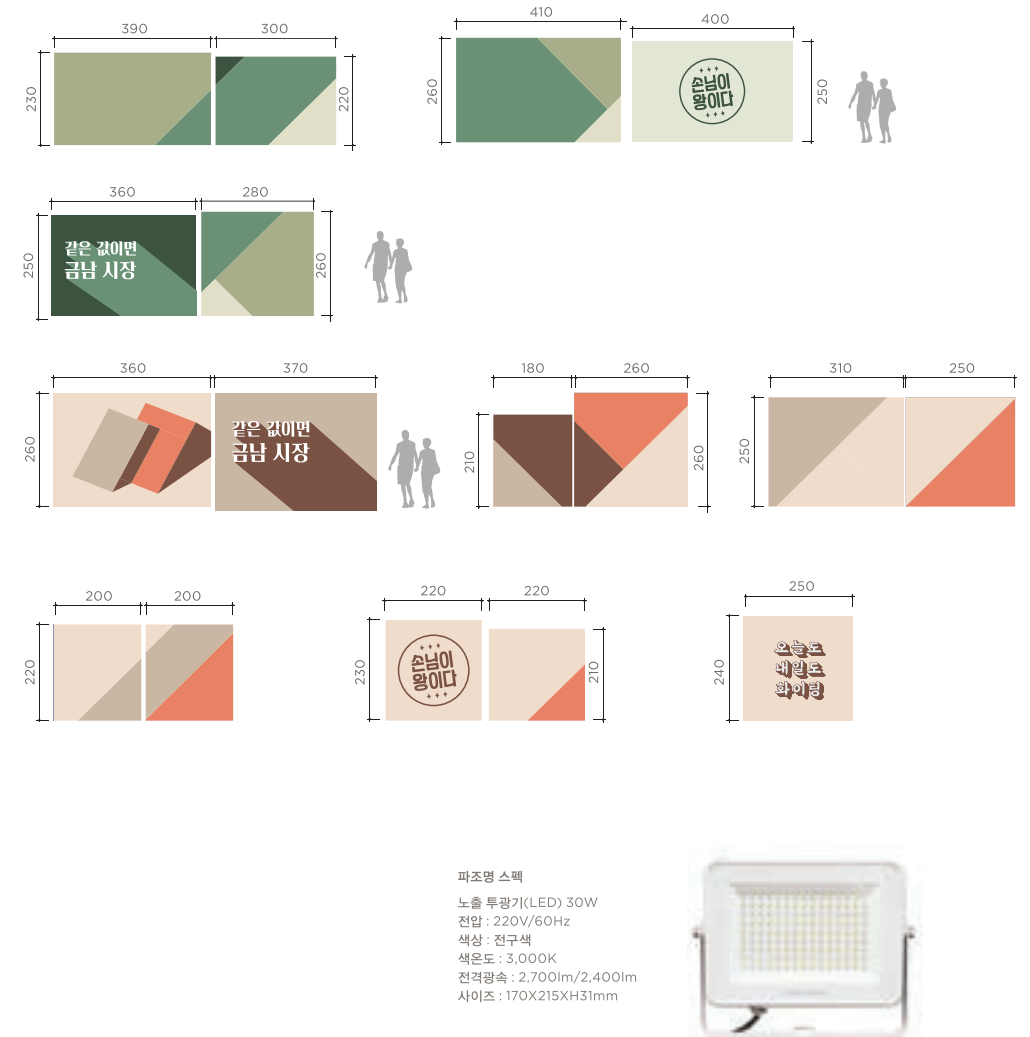 390
300
230
220
410
400
260
250
손님이
왕이다
360
280
250
260
같은 값이면
금남 시장
360
370
260
같은 값이면
금남 시장
180
260
210
260
310
250
250
200
200
220
220
220
230
210
손님이
왕이다
250
240
오늘도
내일도
화이팅
파조명 스펙
노출 투광기(LED) 30W
전압 : 220V/60Hz
색상 : 전구색
색온도 : 3,000K
전격광속 : 2,700lm/2,400lm
사이즈 : 170X215XH31mm